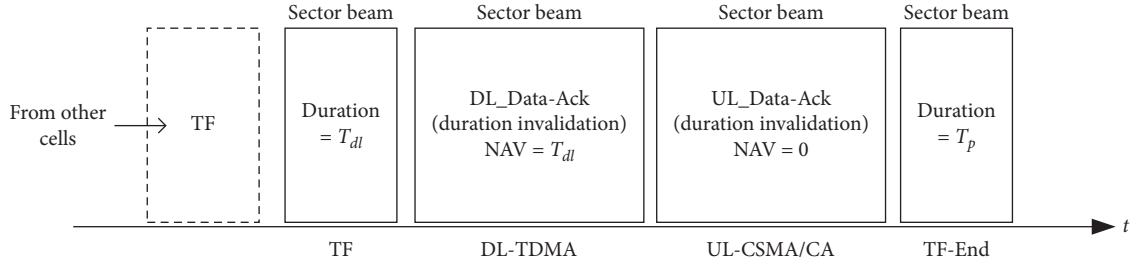 Sector beam Sector beam Sector beam Sector beam
From other
cells
TF
Duration
= T_dl
DL_Data-Ack
(duration invalidation)
NAV = T_dl
UL_Data-Ack
(duration invalidation)
NAV = 0
Duration
= T_p
t
TF DL-TDMA UL-CSMA/CA TF-End